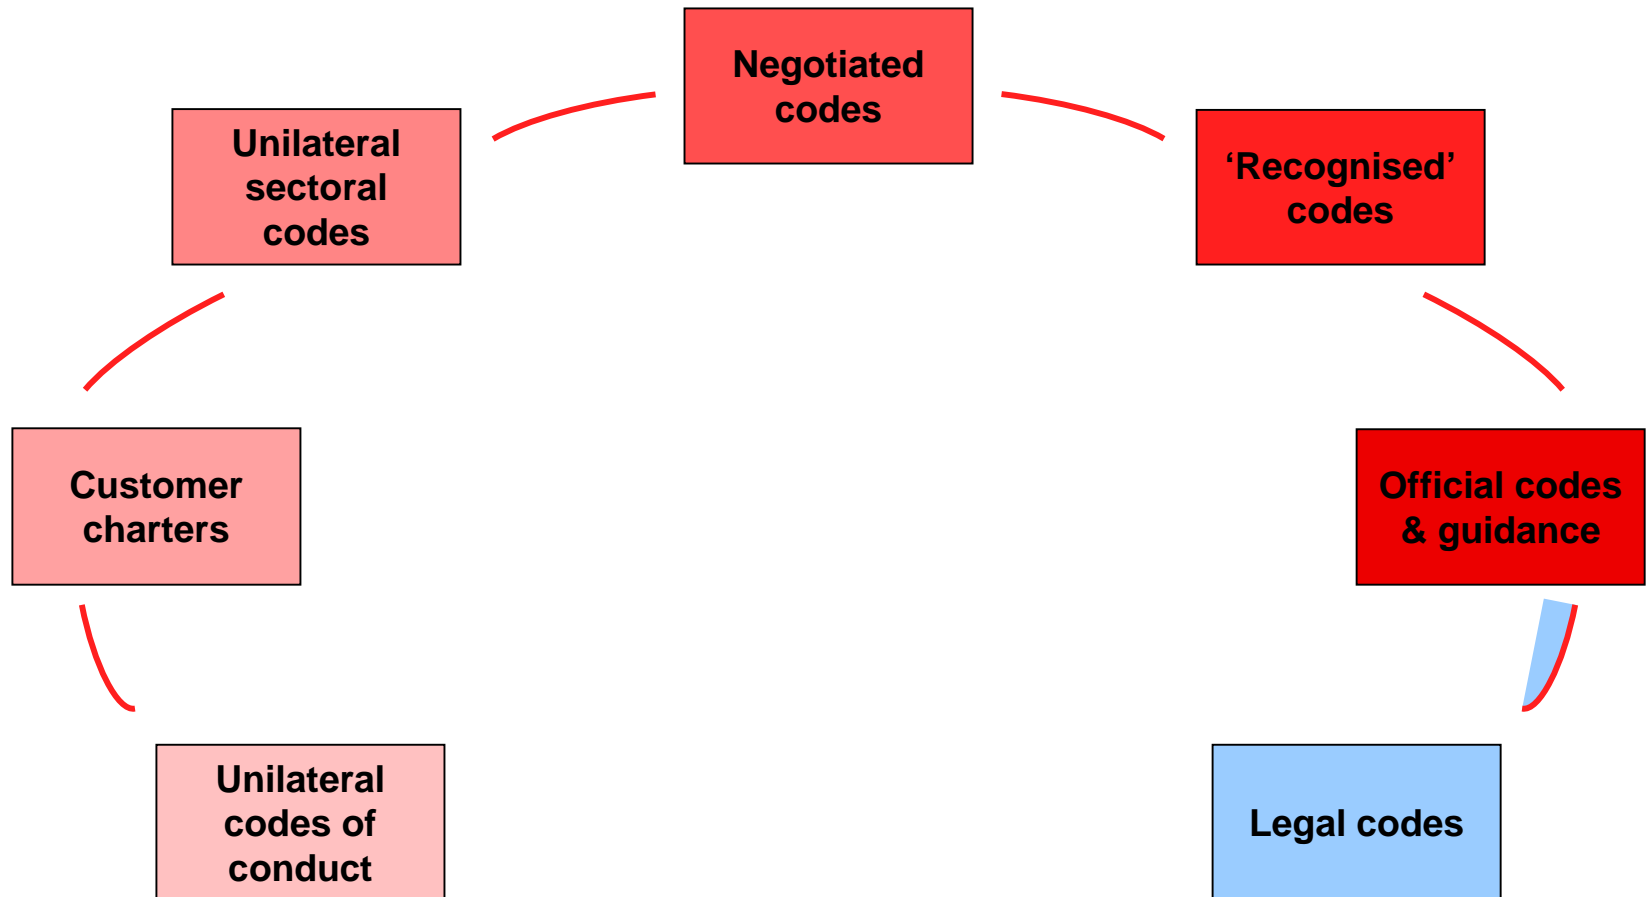 Negotiated
codes
Unilateral
sectoral
codes
‘Recognised’
codes
Customer
charters
Official codes
& guidance
Unilateral
codes of
conduct
Legal codes